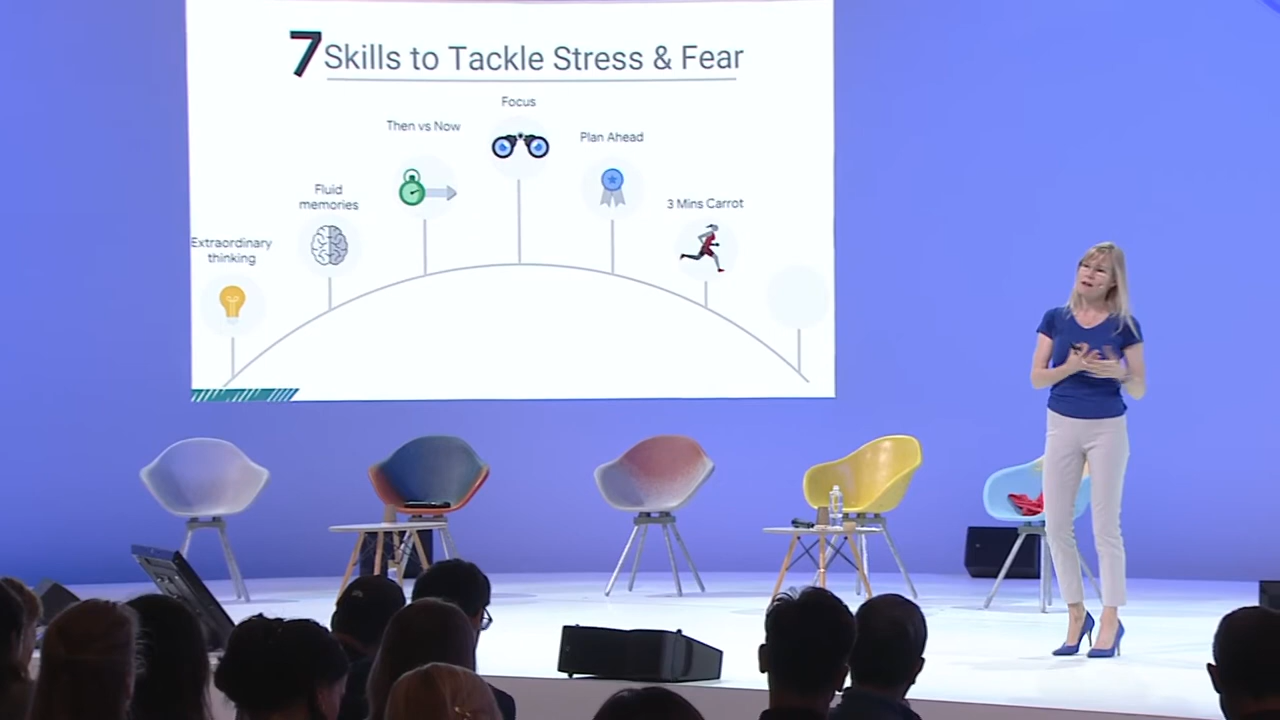 7 Skills to Tackle Stress & Fear
Focus
Then vs Now
Plan Ahead
Fluid
memories
3 Mins Carrot
Extraordinary
thinking